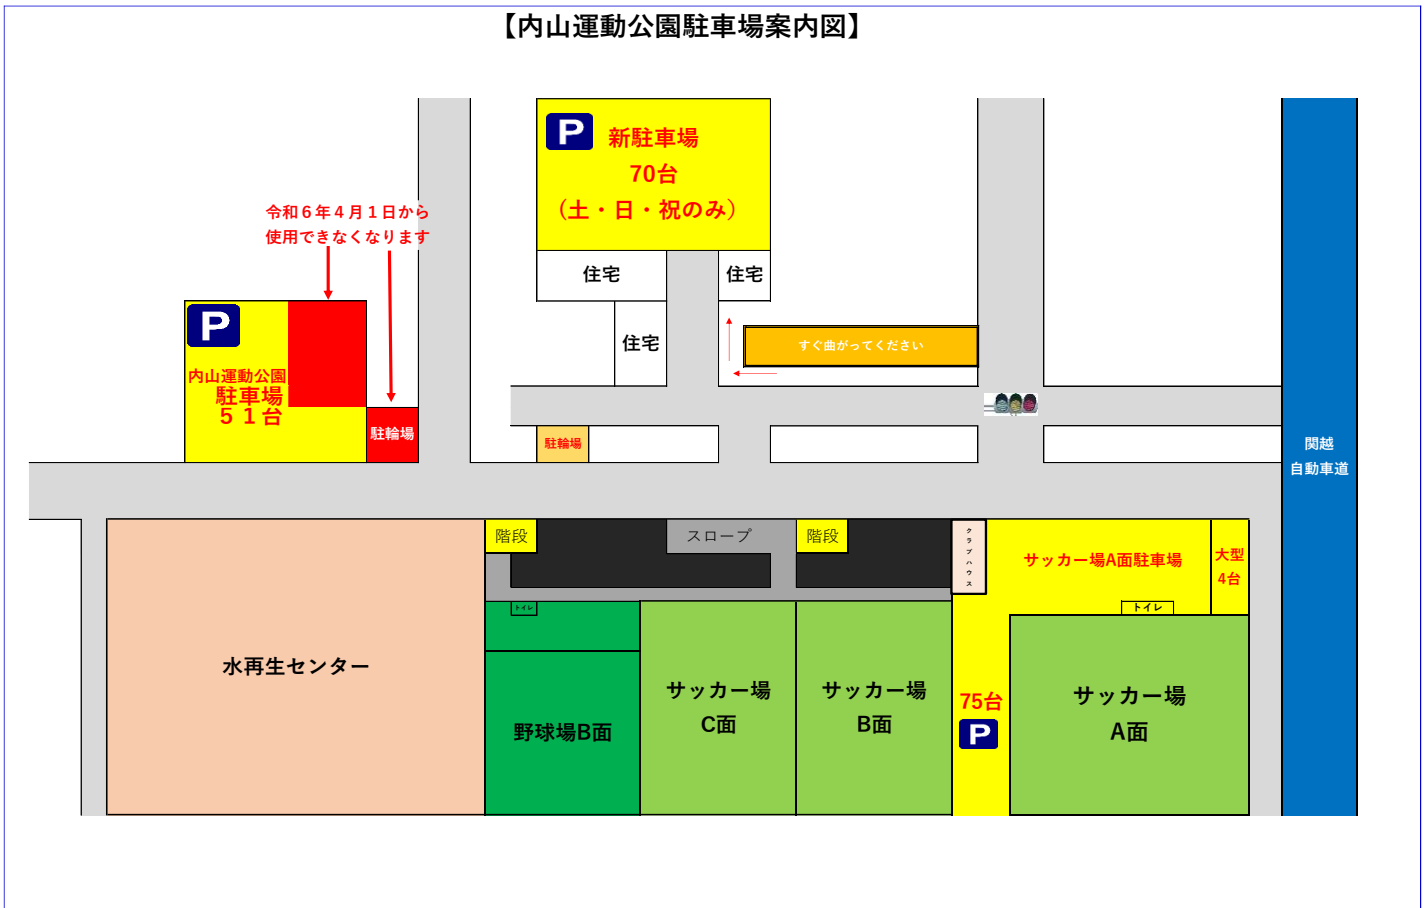 【内山運動公園駐車場案内図】
P
新駐車場
70台
（土・日・祝のみ）
令和６年４月１日から
使用できなくなります
住宅
住宅
P
住宅
すぐ曲がってください
内山運動公園
駐車場
５１台
駐輪場
駐輪場
関越
自動車道
階段
スロープ
階段
クラブハウス
サッカー場A面駐車場
大型
4台
トイレ
トイレ
水再生センター
野球場B面
サッカー場
C面
サッカー場
B面
75台
P
サッカー場
A面